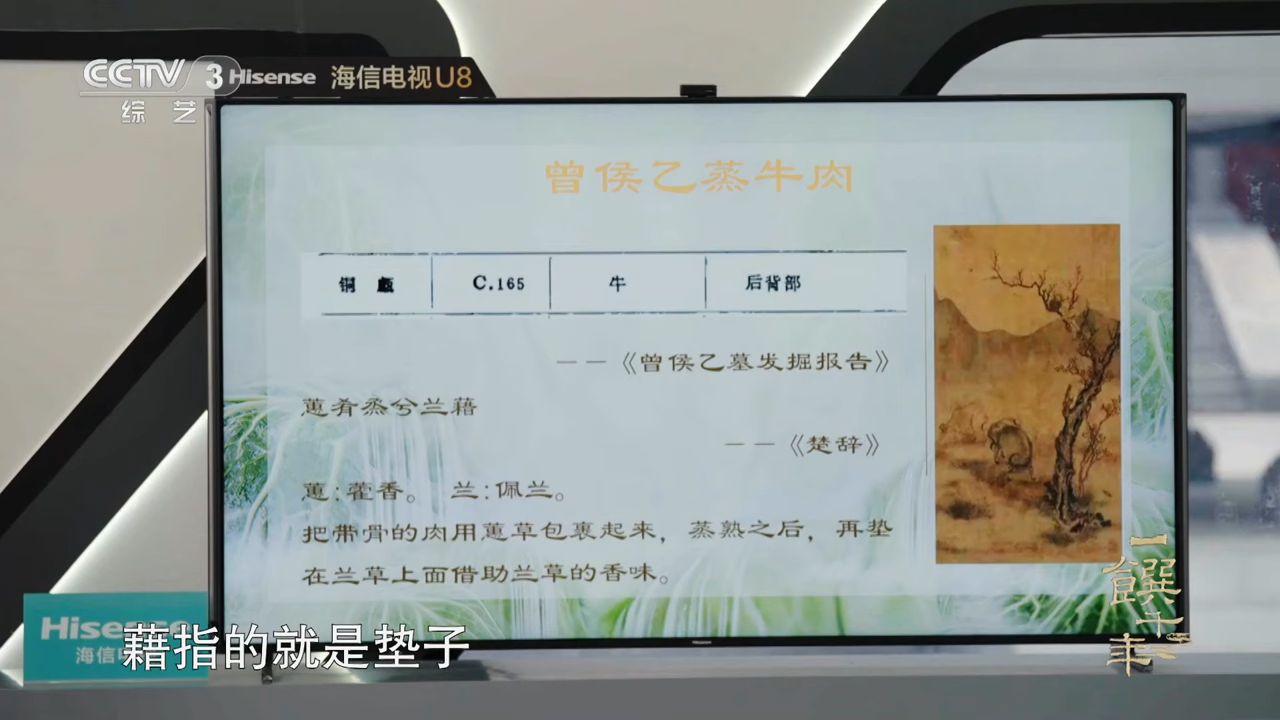 CCTV 3 Hisense 海信电视U8
综艺
曾侯乙蒸牛肉
铜甗 C.165 牛 后背部
——《曾侯乙墓发掘报告》
蕙肴烝兮兰藉
——《楚辞》
蕙:藿香。 兰:佩兰。
把带骨的肉用蕙草包裹起来，蒸熟之后，再垫
在兰草上面借助兰草的香味。
一馔千年
Hisense
海信电
藉指的就是垫子